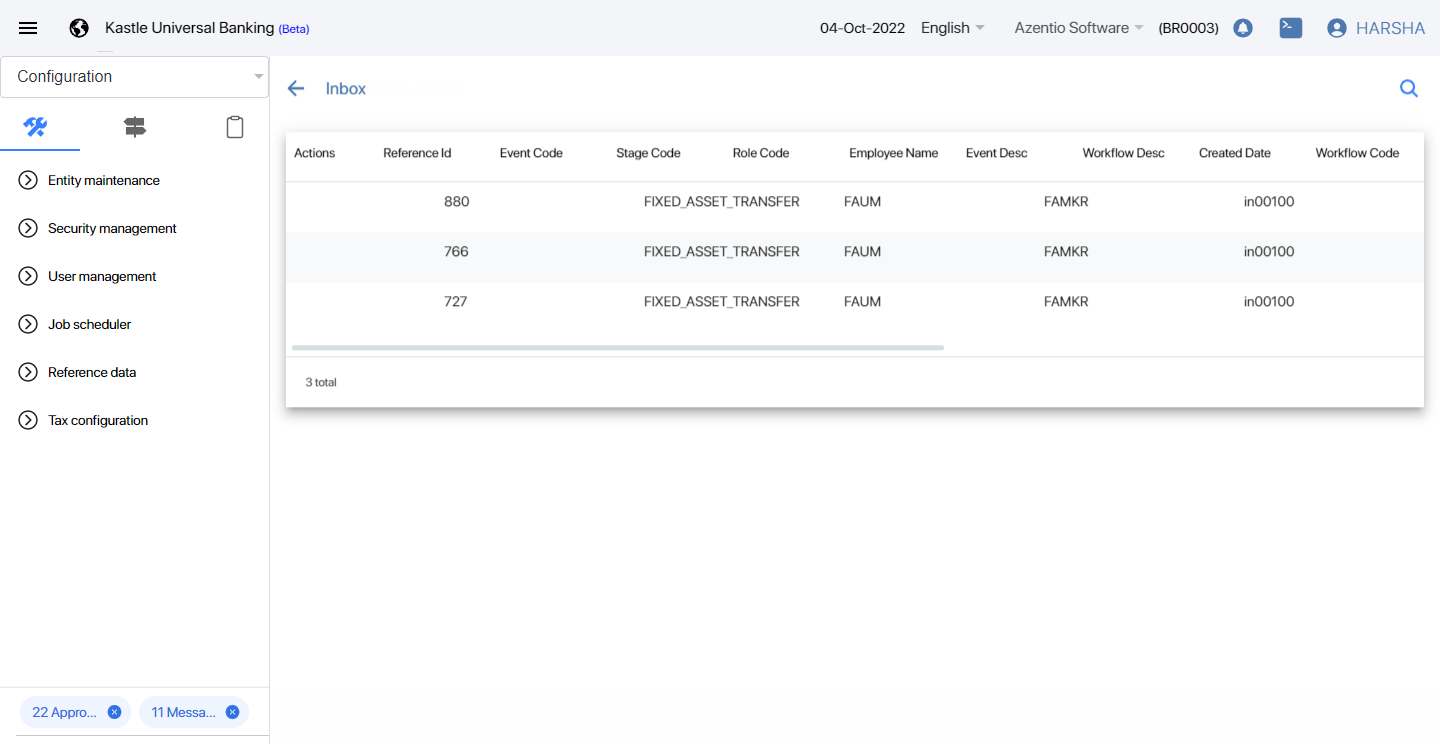 Kastle Universal Banking (Beta) 04-Oct-2022 English Azentio Software (BR0003) HARSHA
Configuration
Inbox
Entity maintenance
Security management
User management
Job scheduler
Reference data
Tax configuration
22 Appro... 11 Messa...
Actions Reference Id Event Code Stage Code Role Code Employee Name Event Desc Workflow Desc Created Date Workflow Code
880 FIXED_ASSET_TRANSFER FAUM FAMKR in00100
766 FIXED_ASSET_TRANSFER FAUM FAMKR in00100
727 FIXED_ASSET_TRANSFER FAUM FAMKR in00100
3 total